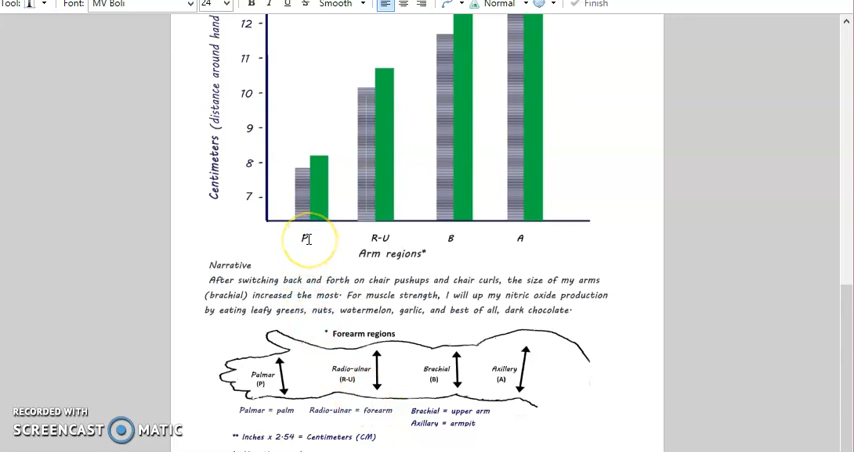 Tool:
Font:
MV Boli
24
B
I
U
Smooth
Normal
Finish
12
11
10
9
8
7
Centimeters (distance around hand
P
R-U
B
A
Arm regions*
Narrative
After switching back and forth on chair pushups and chair curls, the size of my arms
(brachial) increased the most. For muscle strength, I will up my nitric oxide production
by eating leafy greens, nuts, watermelon, garlic, and best of all, dark chocolate.
* Forearm regions
Palmar
(P)
Radio-ulnar
(R-U)
Brachial
(B)
Axillary
(A)
Palmar = palm
Radio-ulnar = forearm
Brachial = upper arm
Axillary = armpit
** Inches x 2.54 = Centimeters (CM)
RECORDED WITH
SCREENCAST MATIC